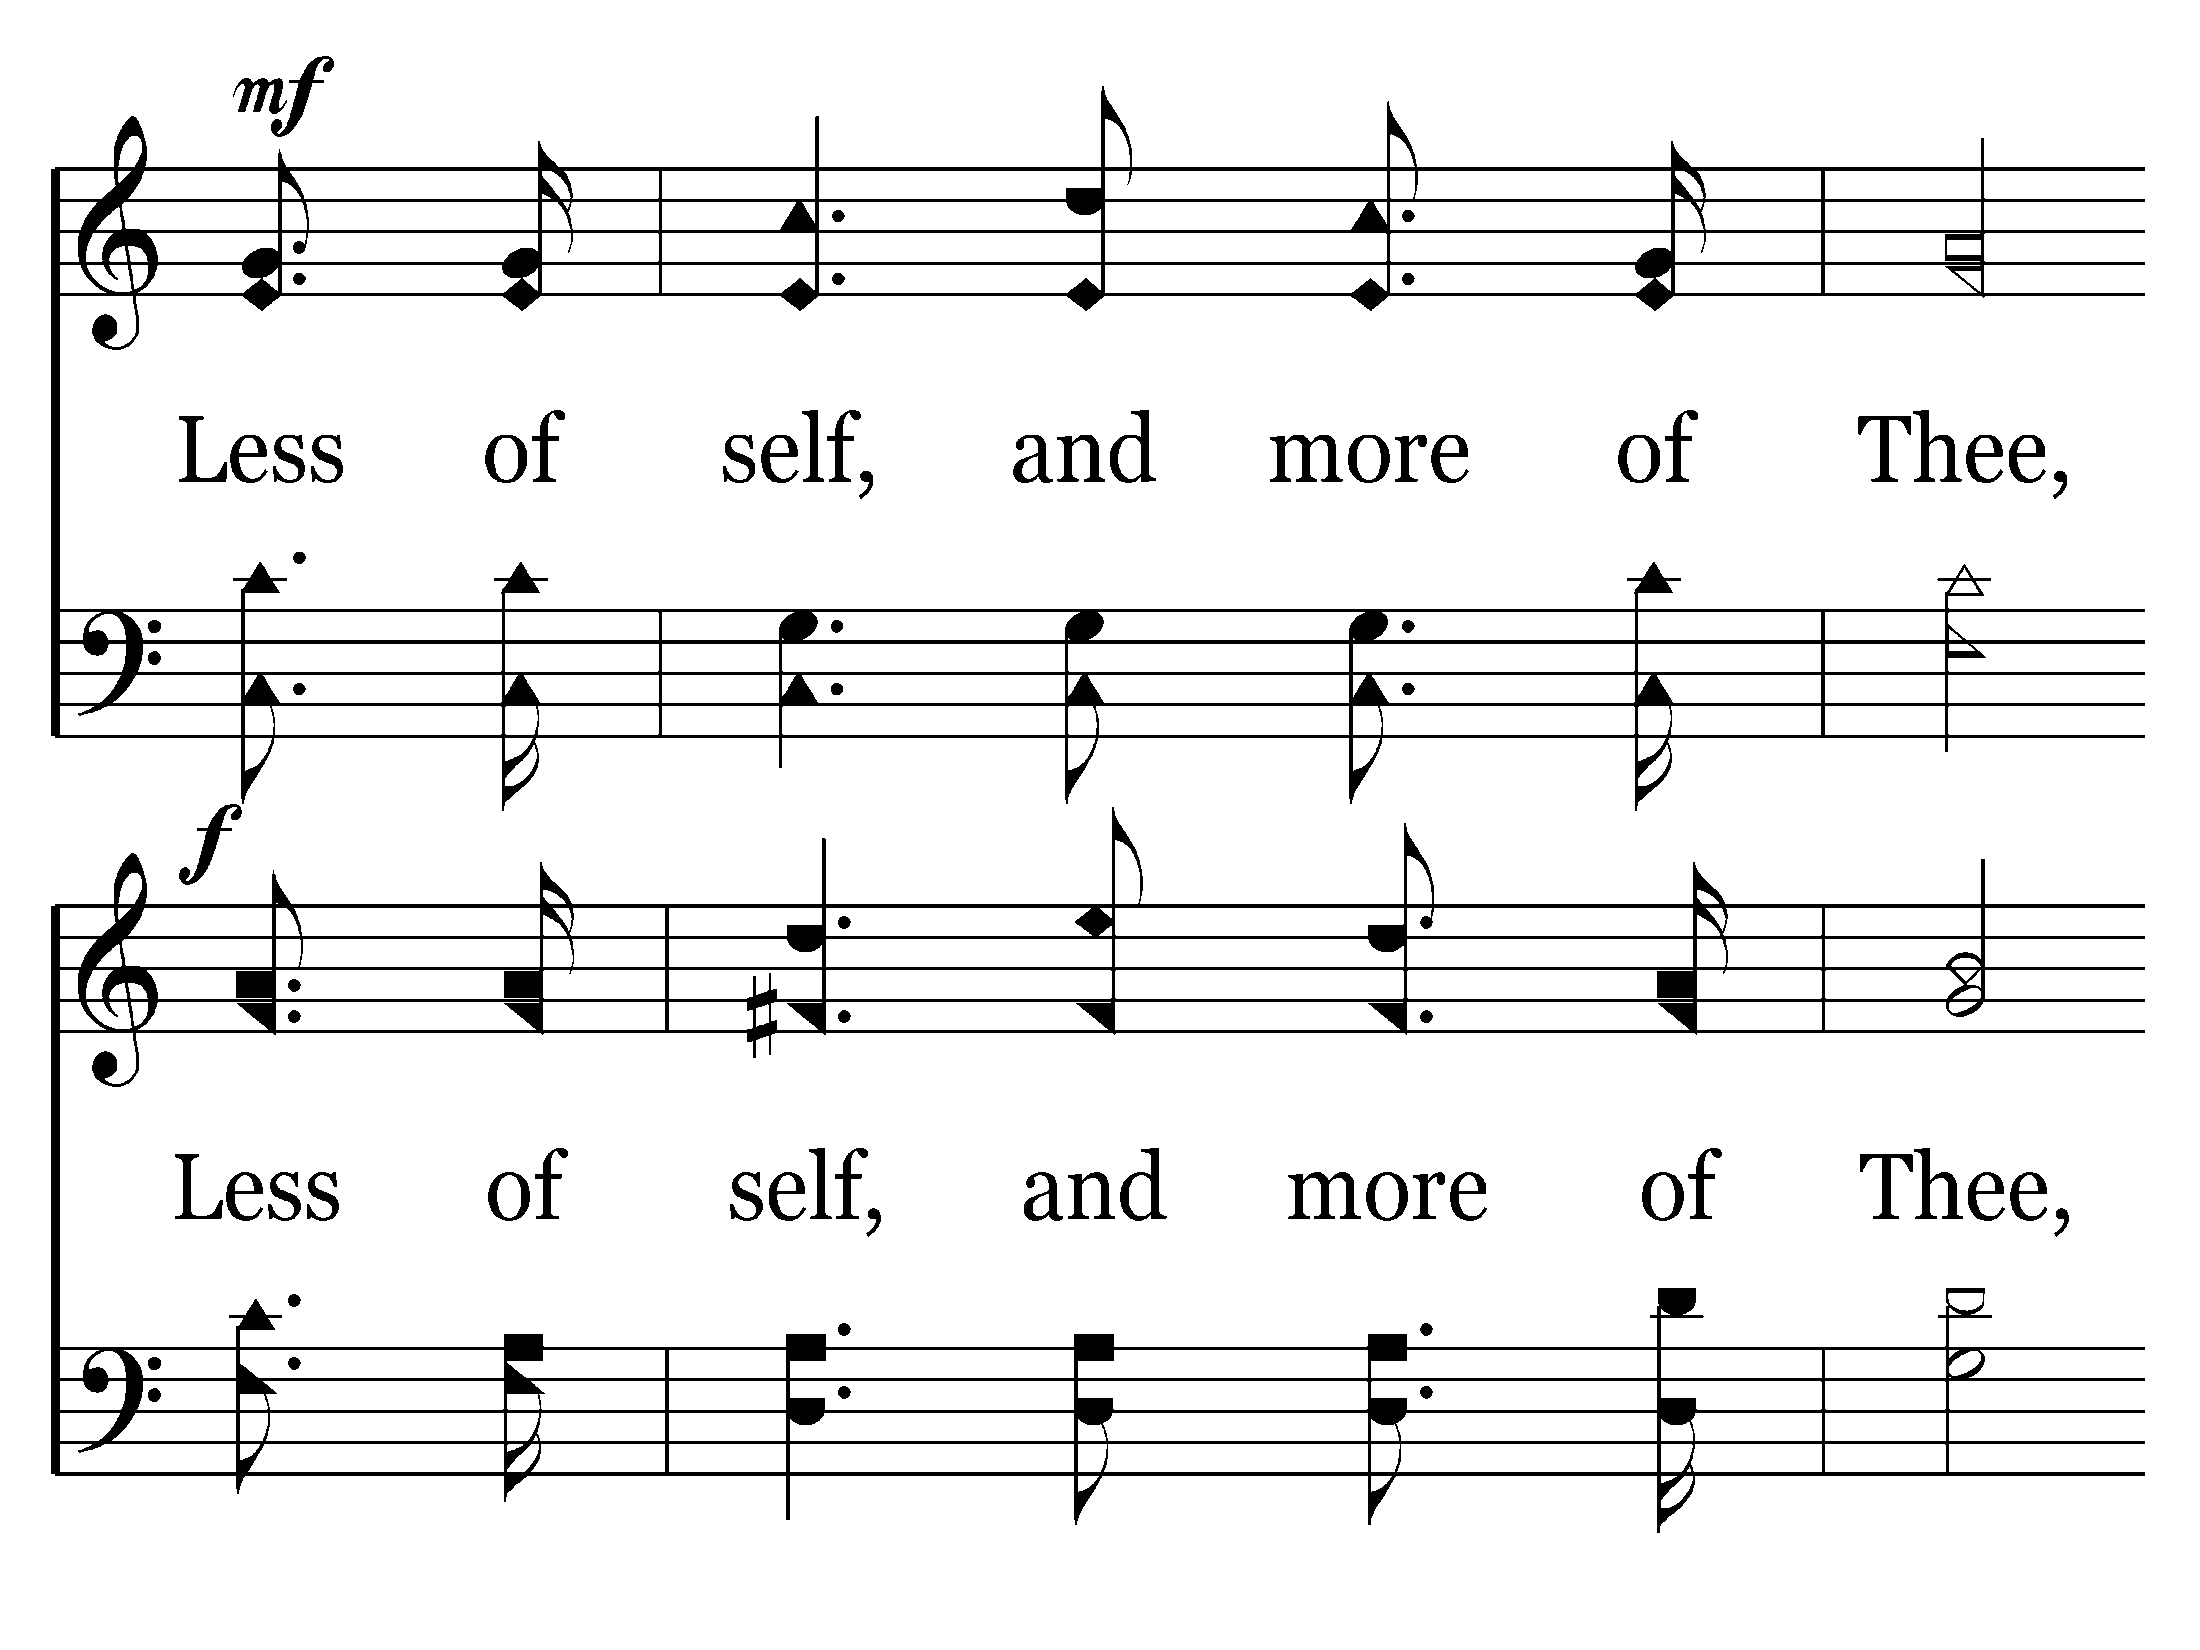 mf
Less of self, and more of Thee,
f
Less of self, and more of Thee,